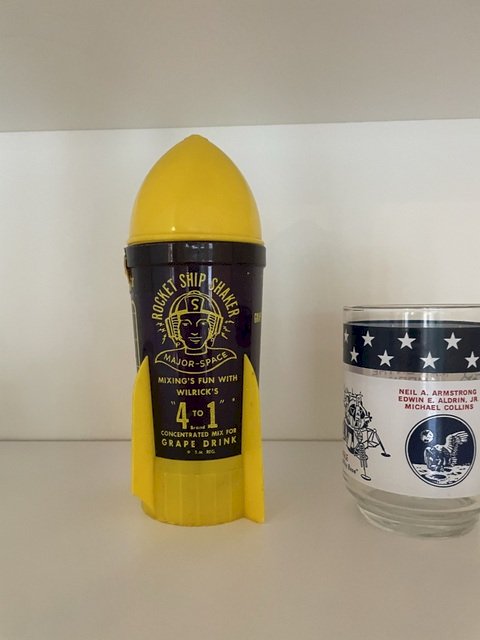 ROCKET SHIP SHAKER
S
MAJOR-SPACE
MIXING'S FUN WITH
WILRICK'S
"4 TO 1"
Brand
CONCENTRATED MIX FOR
GRAPE DRINK
NEIL A. ARMSTRONG
EDWIN E. ALDRIN, JR
MICHAEL COLLINS